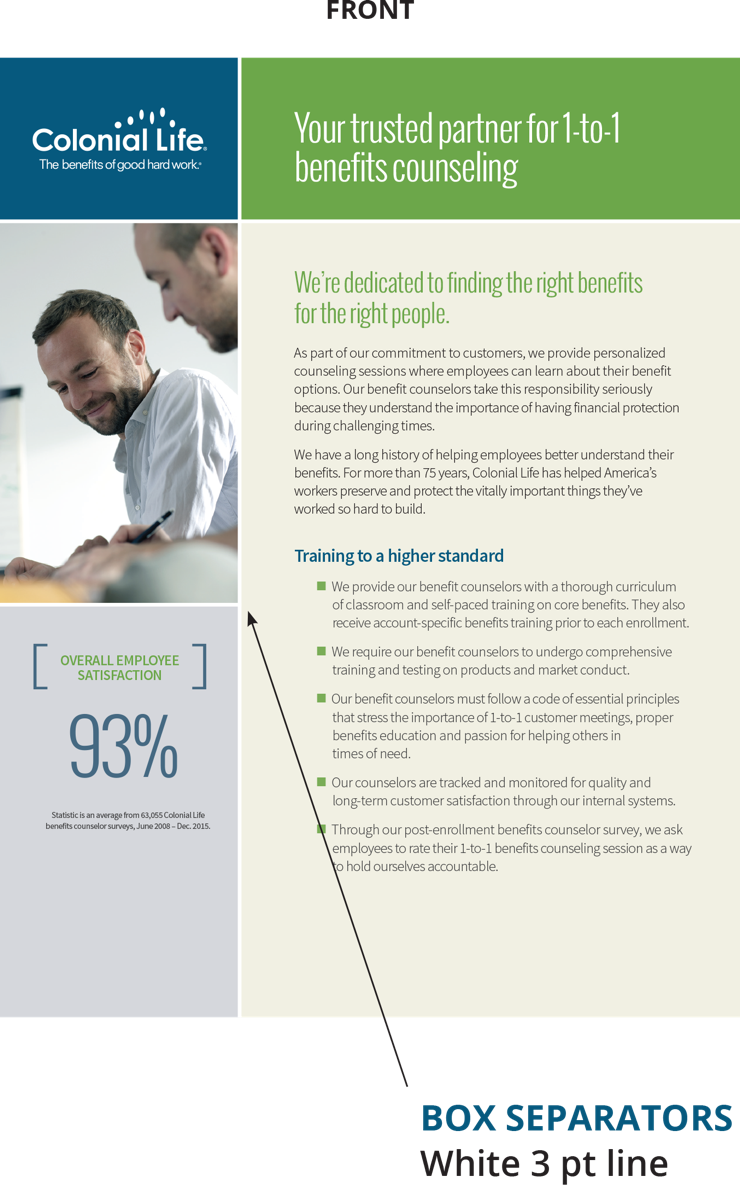 FRONT
Colonial Life®
The benefits of good hard work.®
Your trusted partner for 1-to-1
benefits counseling
We’re dedicated to finding the right benefits
for the right people.
As part of our commitment to customers, we provide personalized
counseling sessions where employees can learn about their benefit
options. Our benefit counselors take this responsibility seriously
because they understand the importance of having financial protection
during challenging times.
We have a long history of helping employees better understand their
benefits. For more than 75 years, Colonial Life has helped America’s
workers preserve and protect the vitally important things they’ve
worked so hard to build.
Training to a higher standard
We provide our benefit counselors with a thorough curriculum
of classroom and self-paced training on core benefits. They also
receive account-specific benefits training prior to each enrollment.
We require our benefit counselors to undergo comprehensive
training and testing on products and market conduct.
Our benefit counselors must follow a code of essential principles
that stress the importance of 1-to-1 customer meetings, proper
benefits education and passion for helping others in
times of need.
Our counselors are tracked and monitored for quality and
long-term customer satisfaction through our internal systems.
Through our post-enrollment benefits counselor survey, we ask
employees to rate their 1-to-1 benefits counseling session as a way
to hold ourselves accountable.
OVERALL EMPLOYEE
SATISFACTION
93%
Statistic is an average from 63,055 Colonial Life
benefits counselor surveys, June 2008 – Dec. 2015.
BOX SEPARATORS
White 3 pt line